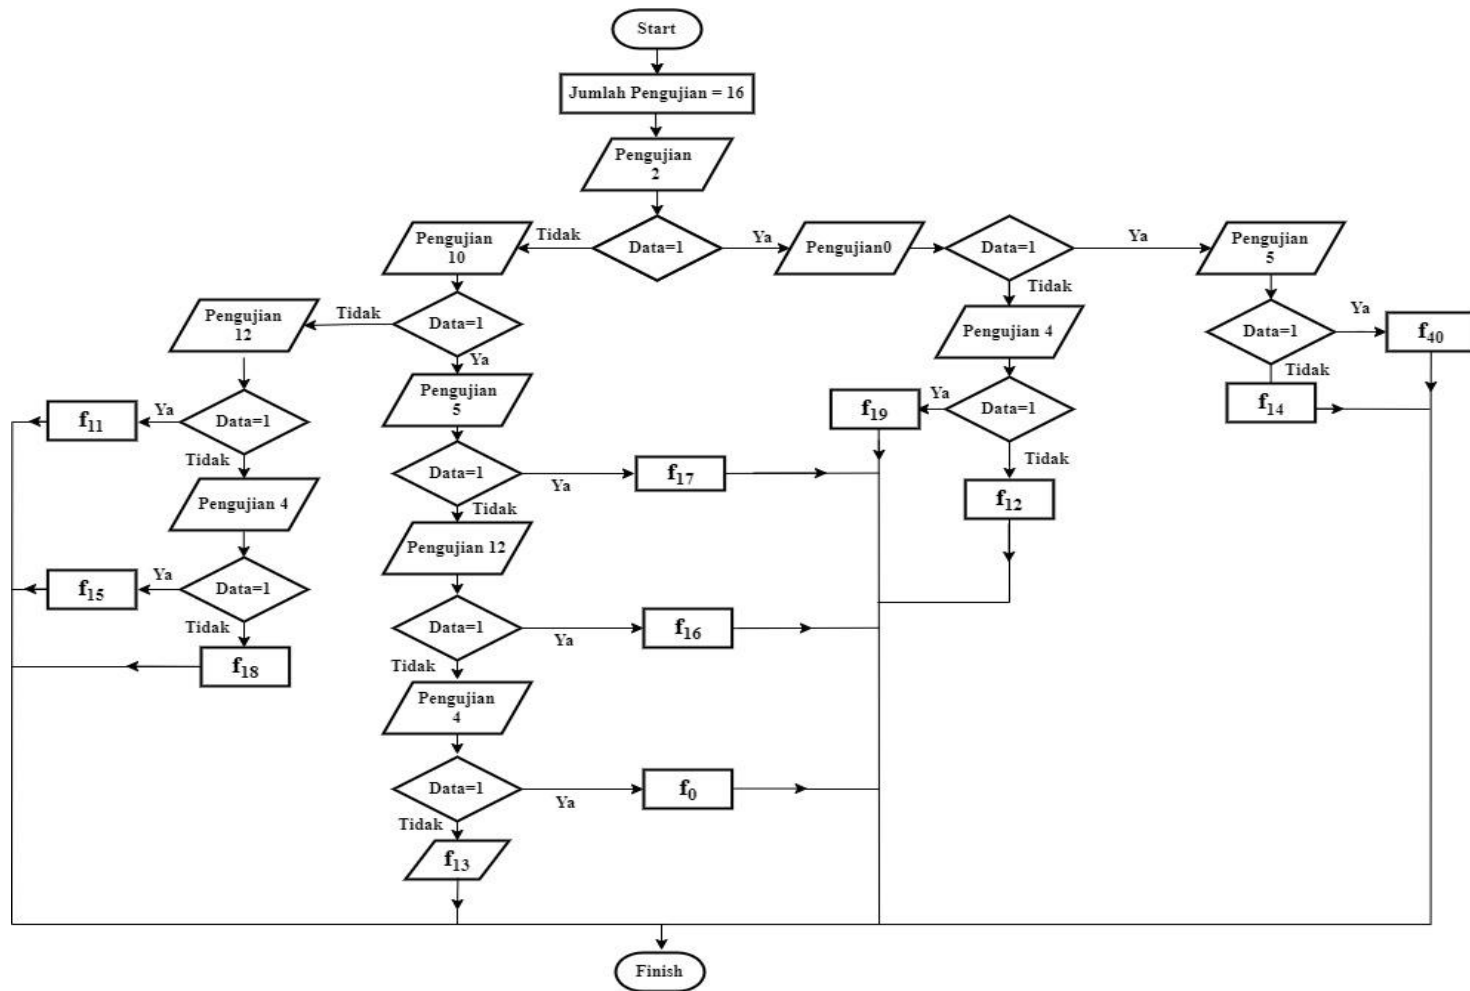 Start
Jumlah Pengujian = 16
Pengujian
2
Data=1
Tidak
Ya
Pengujian
10
Pengujian0
Data=1
Ya
Pengujian
5
Tidak
Data=1
Tidak
Pengujian
12
Ya
Pengujian 4
Data=1
Ya
f40
Tidak
f14
Pengujian
5
Data=1
Ya
f19
Tidak
f12
Data=1
Ya
f11
Tidak
Data=1
Ya
f17
Tidak
Pengujian 4
Pengujian 12
Data=1
Ya
f15
Tidak
f18
Data=1
Ya
f16
Tidak
Pengujian
4
Data=1
Ya
f0
Tidak
f13
Finish